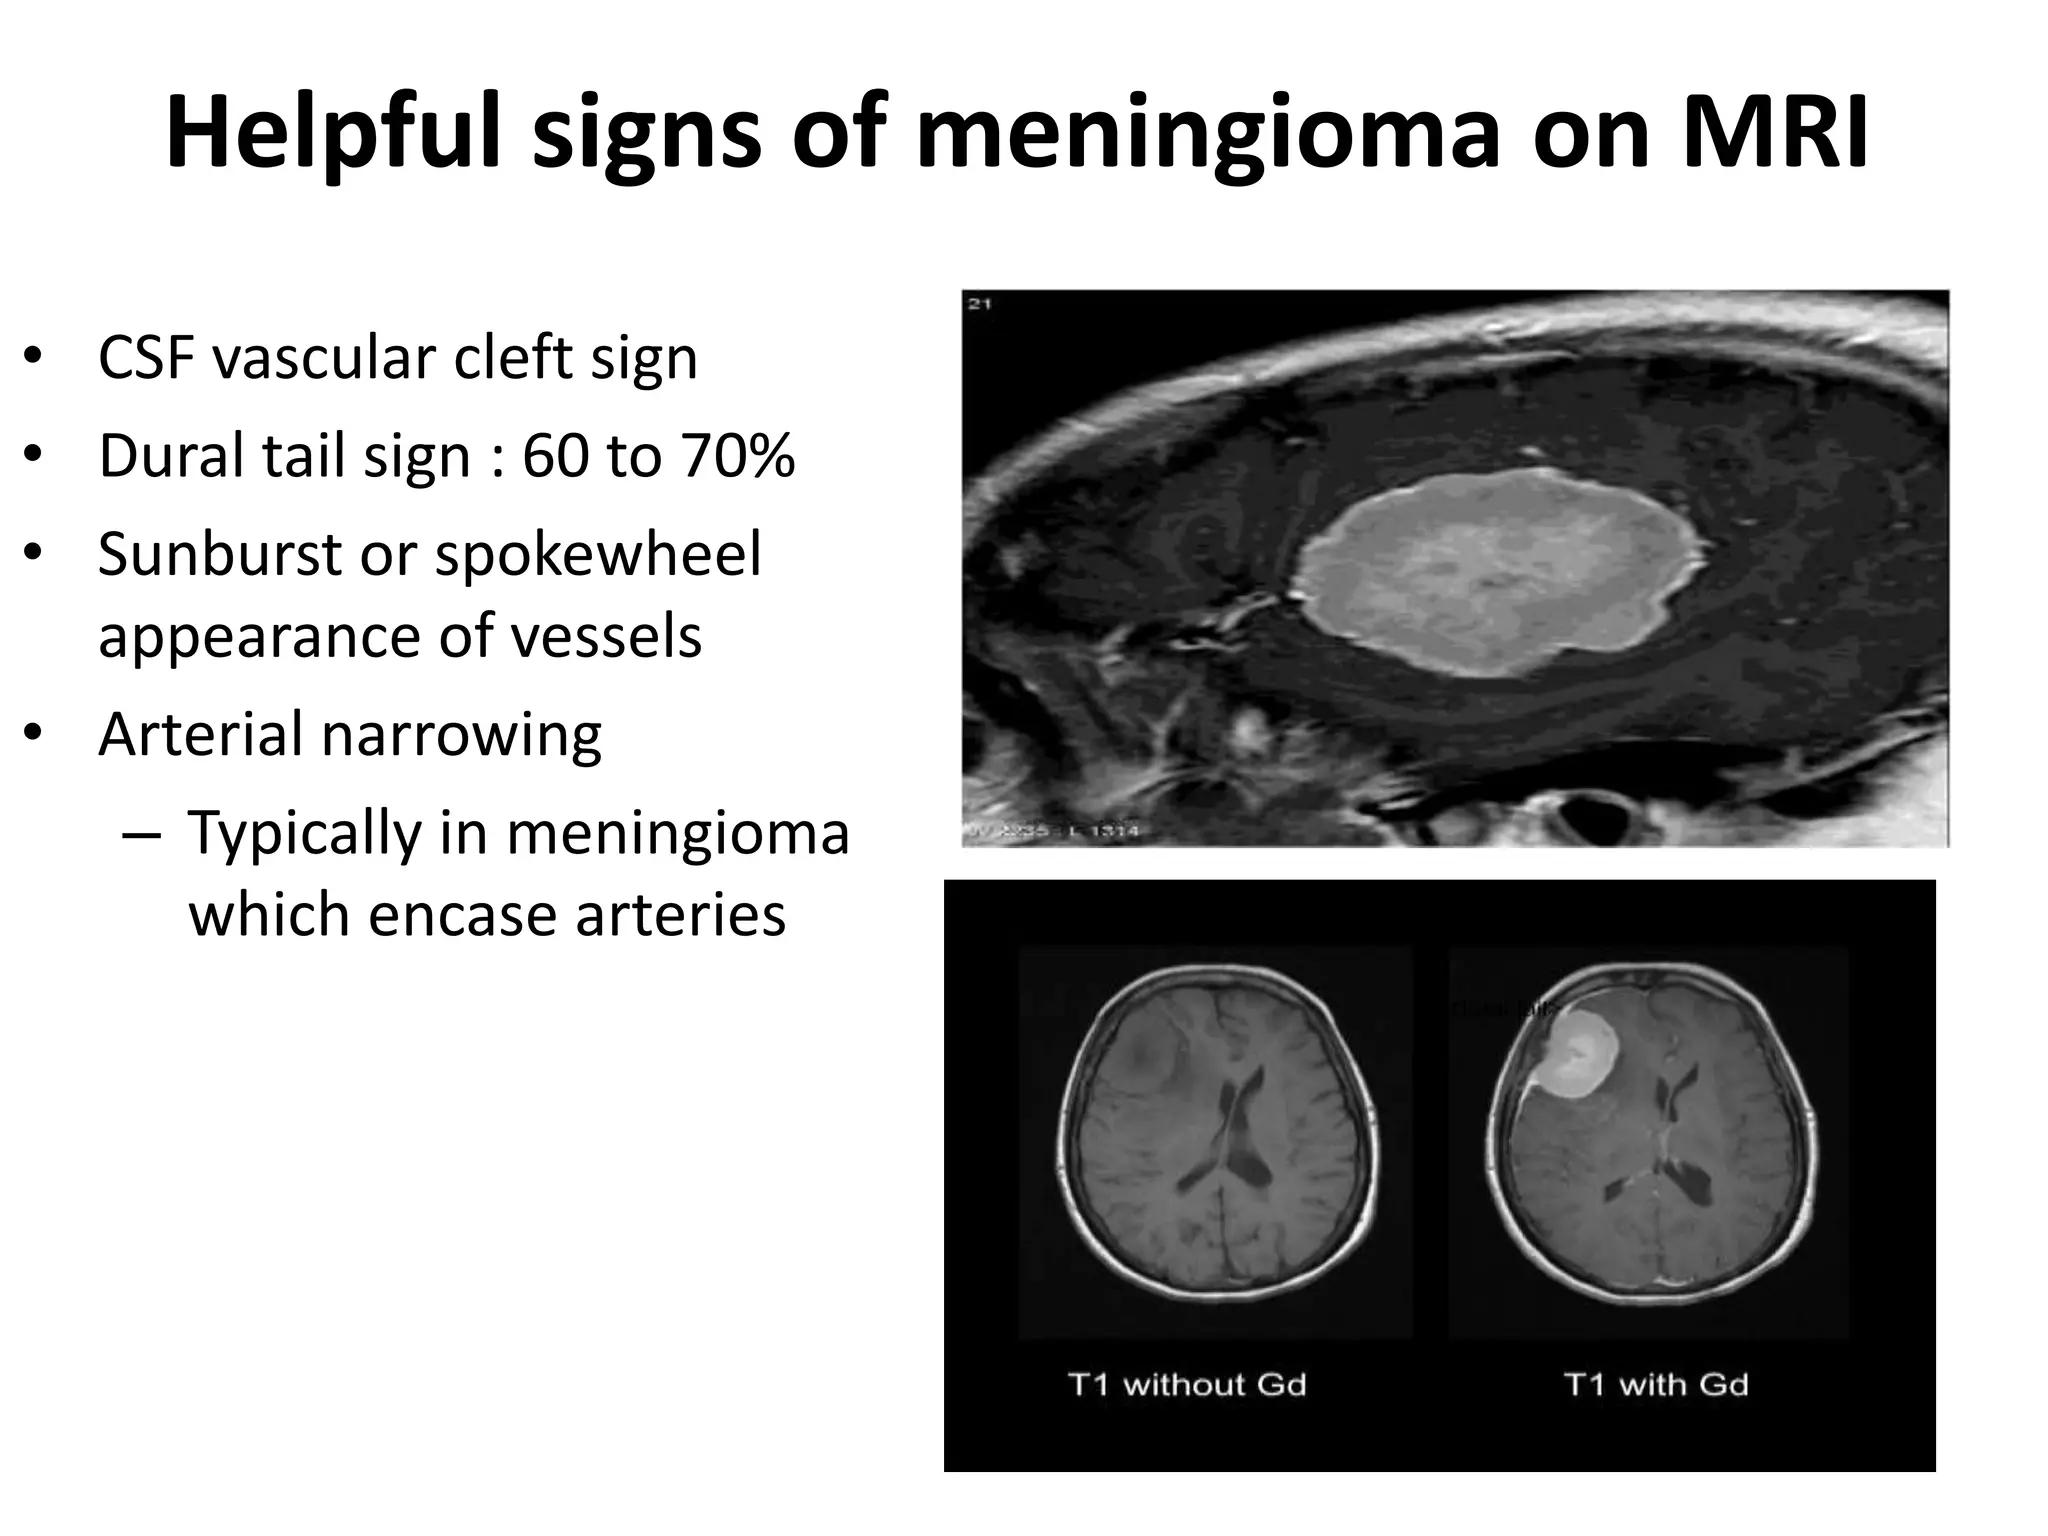 Helpful signs of meningioma on MRI
• CSF vascular cleft sign
• Dural tail sign : 60 to 70%
• Sunburst or spokewheel
appearance of vessels
• Arterial narrowing
– Typically in meningioma
which encase arteries
21
1314
T1 without Gd
T1 with Gd